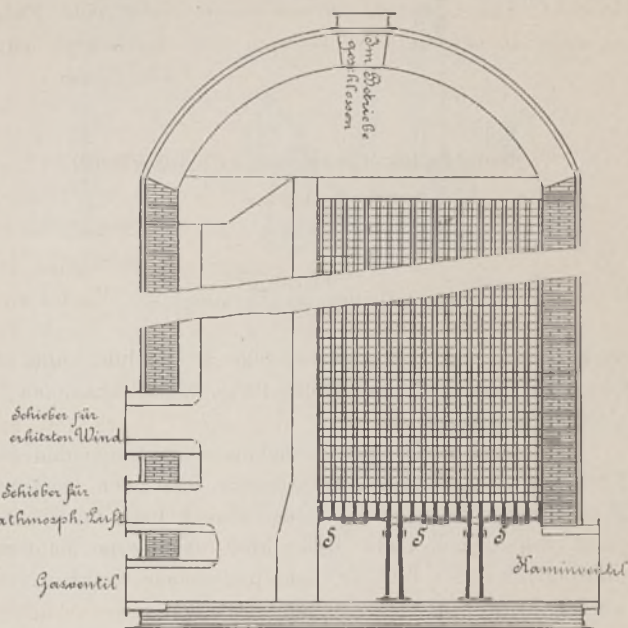 Im Betriebe
geschlossen
Schieber für
erhitzten Wind
Schieber für
athmosph. Luft
Gasventil
S S S
Kaminventil